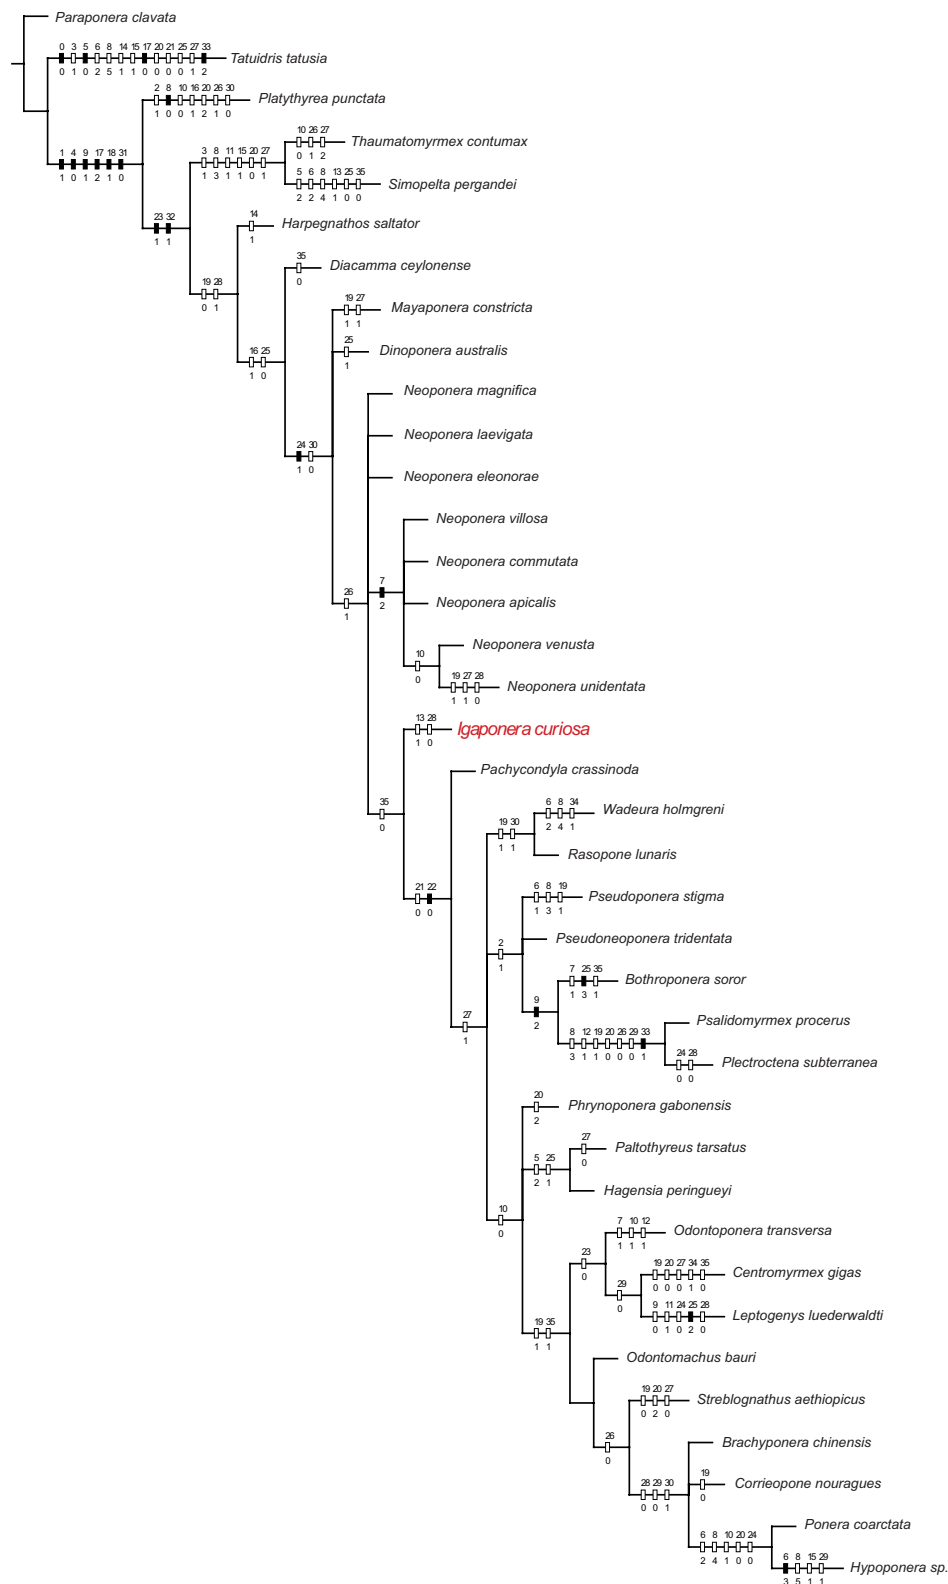 Paraponera clavata
0 3 5 6 8 14 15 17 20 21 25 27 33
Tatuidris tatusia
0 1 0 2 5 1 1 0 0 0 0 1 2
2 8 10 16 20 26 30
Platythyrea punctata
1 0 0 1 2 1 0
10 26 27
Thaumatomyrmex contumax
0 1 2
1 4 9 17 18 31
1 0 1 2 1 0
3 8 11 15 20 27
1 3 1 1 0 1
5 6 8 13 25 35
Simopelta pergandei
2 2 4 1 0 0
14
Harpegnathos saltator
1
23 32
1 1
35
Diacamma ceylonense
0
19 28
0 1
19 27
Mayaponera constricta
1 1
25
Dinoponera australis
1
16 25
1 0
Neoponera magnifica
Neoponera laevigata
24 30
1 0
Neoponera eleonorae
Neoponera villosa
Neoponera commutata
7
2
26
1
Neoponera apicalis
Neoponera venusta
10
0
19 27 28
Neoponera unidentata
1 1 0
13 28
Igaponera curiosa
1 0
Pachycondyla crassinoda
35
0
6 8 34
Wadeura holmgreni
2 4 1
19 30
1 1
Rasopone lunaris
21 22
0 0
6 8 19
Pseudoponera stigma
1 3 1
Pseudoneoponera tridentata
2
1
7 25 35
Bothroponera soror
1 3 1
9
2
Psalidomyrmex procerus
27
1
8 12 19 20 26 29 33
3 1 1 0 0 0 1
24 28
Plectroctena subterranea
0 0
20
Phrynoponera gabonensis
2
27
Paltothyreus tarsatus
0
5 25
2 1
Hagensia peringueyi
10
0
7 10 12
Odontoponera transversa
1 1 1
23
0
19 20 27 34 35
Centromyrmex gigas
0 0 0 1 0
29
0
9 11 24 25 28
Leptogenys luederwaldti
0 1 0 2 0
19 35
1 1
Odontomachus bauri
19 20 27
Streblognathus aethiopicus
0 2 0
26
0
Brachyponera chinensis
28 29 30
0 0 1
19
Corrieopone nouragues
0
Ponera coarctata
6 8 10 20 24
2 4 1 0 0
6 8 15 29
Hypoponera sp.
3 5 1 1